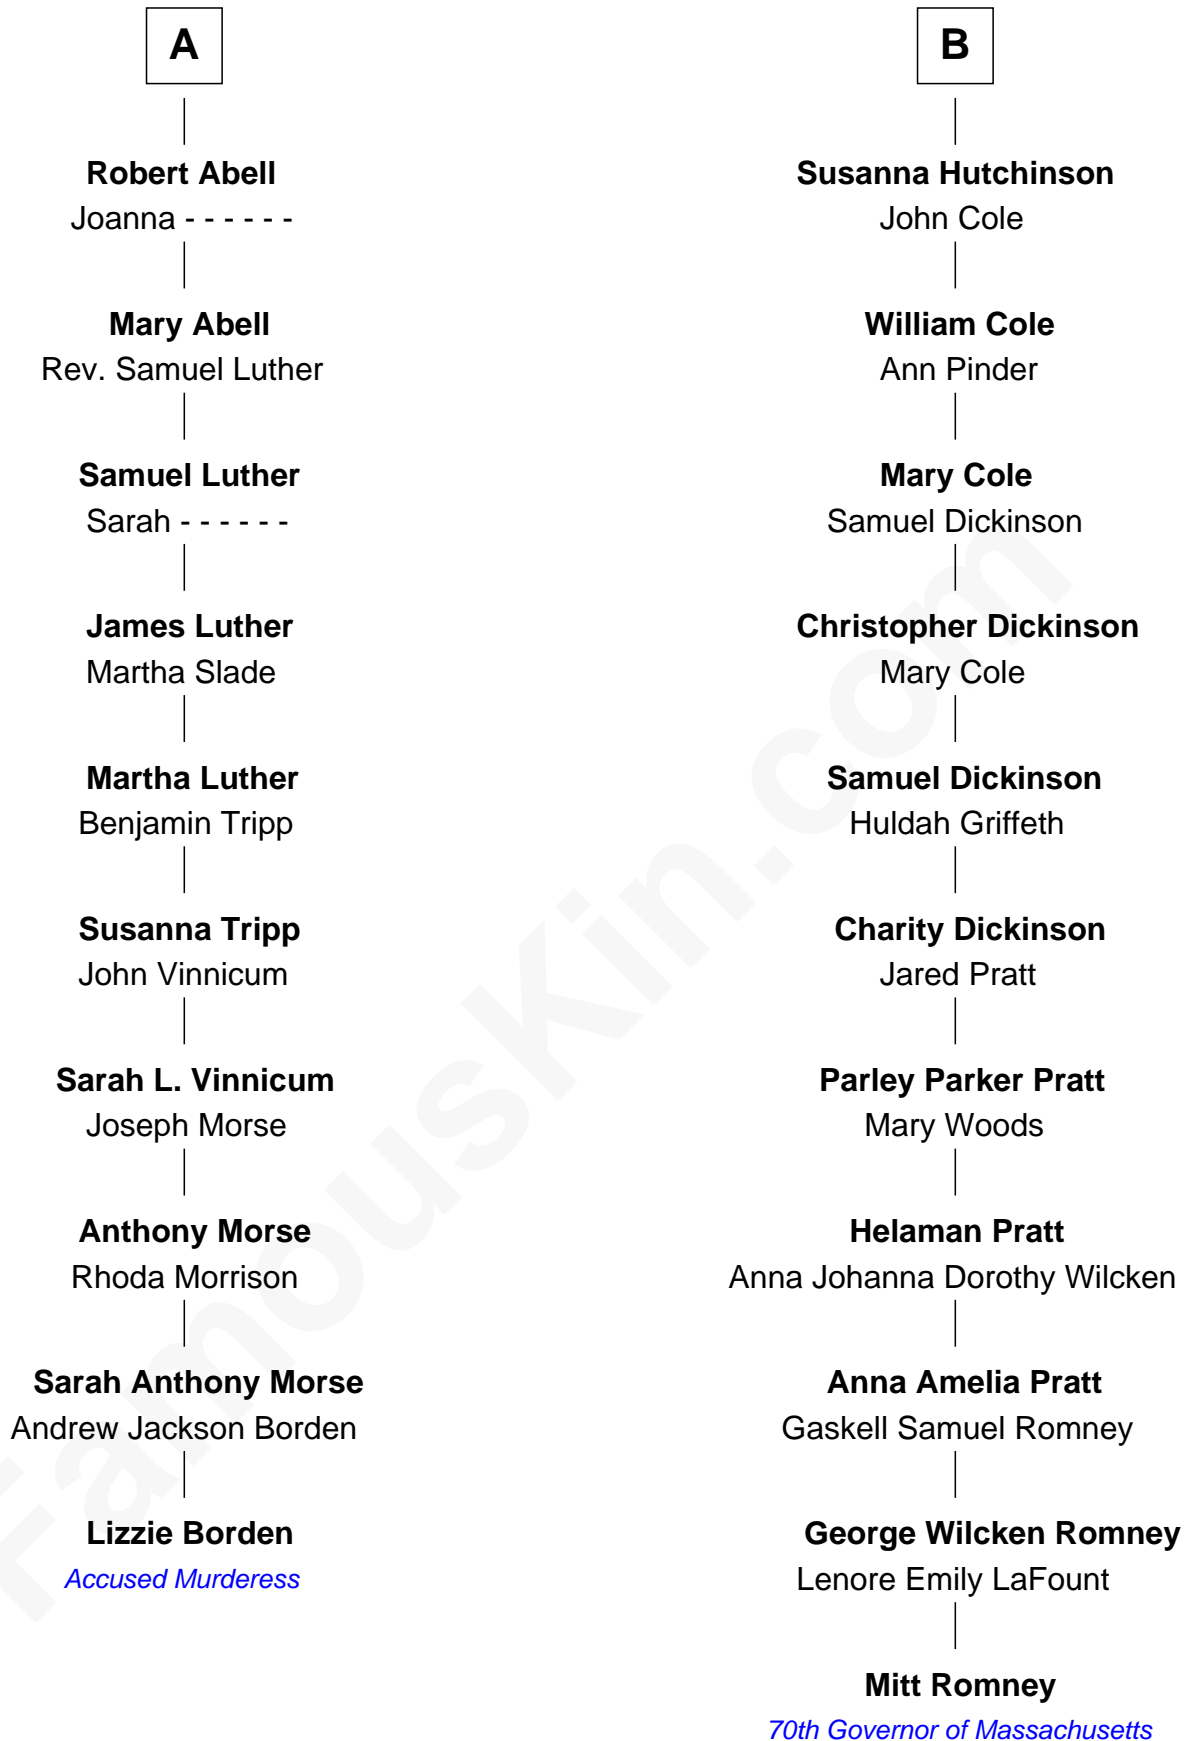 A
Robert Abell
Joanna - - - - - -
Mary Abell
Rev. Samuel Luther
Samuel Luther
Sarah - - - - - -
James Luther
Martha Slade
Martha Luther
Benjamin Tripp
Susanna Tripp
John Vinnicum
Sarah L. Vinnicum
Joseph Morse
Anthony Morse
Rhoda Morrison
Sarah Anthony Morse
Andrew Jackson Borden
Lizzie Borden
Accused Murderess
B
Susanna Hutchinson
John Cole
William Cole
Ann Pinder
Mary Cole
Samuel Dickinson
Christopher Dickinson
Mary Cole
Samuel Dickinson
Huldah Griffeth
Charity Dickinson
Jared Pratt
Parley Parker Pratt
Mary Woods
Helaman Pratt
Anna Johanna Dorothy Wilcken
Anna Amelia Pratt
Gaskell Samuel Romney
George Wilcken Romney
Lenore Emily LaFount
Mitt Romney
70th Governor of Massachusetts
FamousKin.com